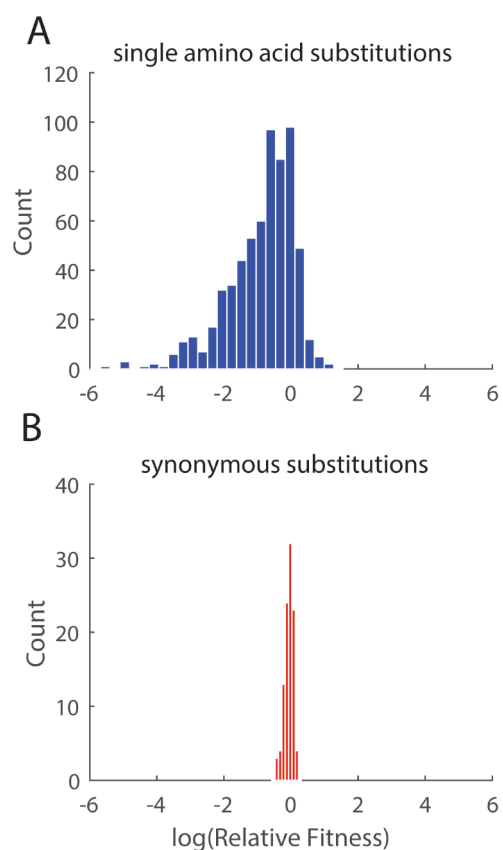 A
single amino acid substitutions
120
100
80
60
40
20
0
Count
-6 -4 -2 0 2 4 6
B
synonymous substitutions
40
30
20
10
0
Count
-6 -4 -2 0 2 4 6
log(Relative Fitness)